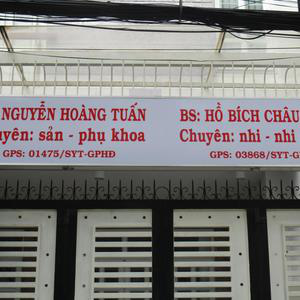 NGUYỄN HOÀNG TUẤN
uyên: sản - phụ khoa
GPS: 01475/SYT-GPHĐ
BS: HỒ BÍCH CHÂU
Chuyên: nhi - nhi
GPS: 03868/SYT-G